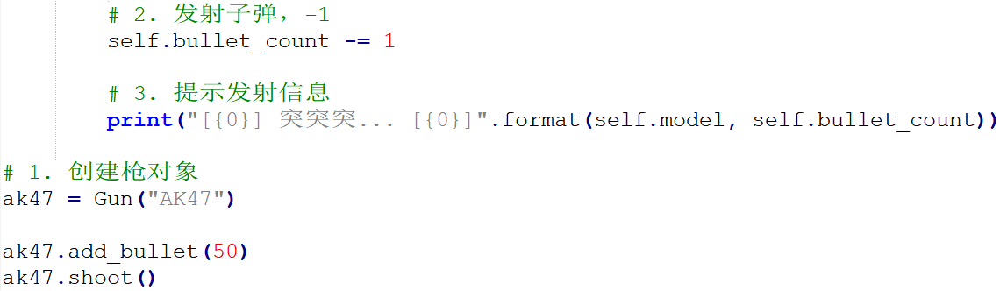 # 2. 发射子弹，-1
self.bullet_count -= 1
# 3. 提示发射信息
print("[{0}] 突突突... [{0}]".format(self.model, self.bullet_count))
# 1. 创建枪对象
ak47 = Gun("AK47")
ak47.add_bullet(50)
ak47.shoot()